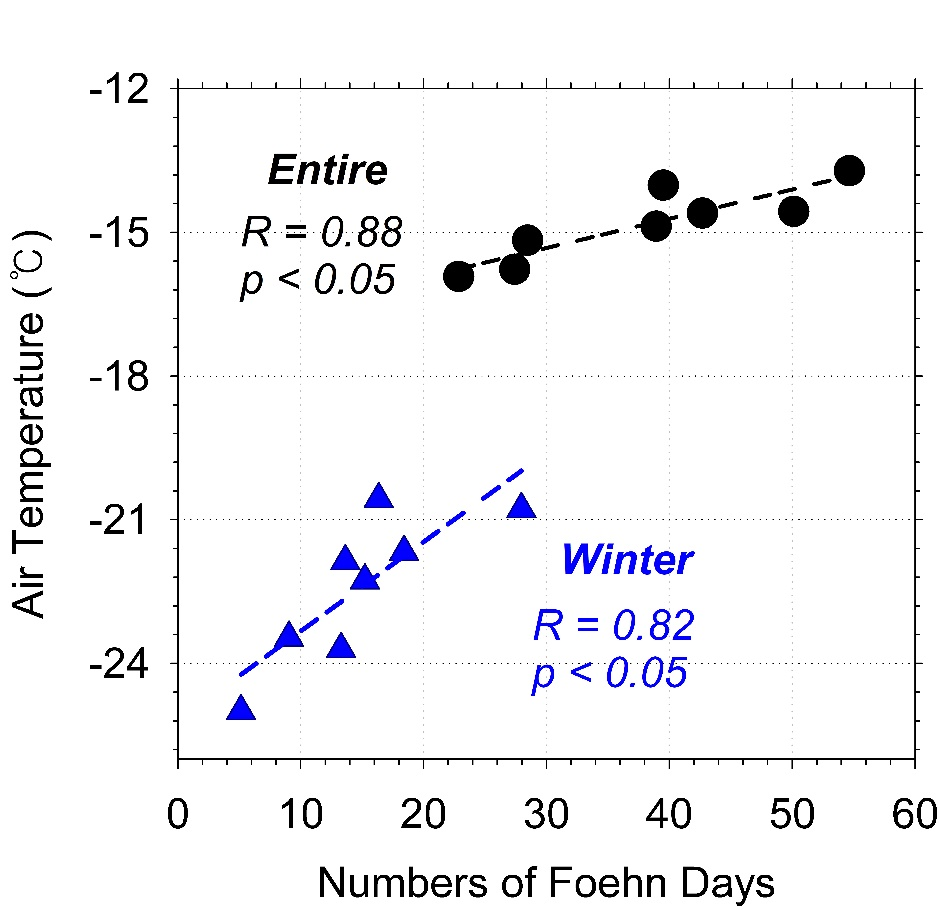 -12
-15
-18
-21
-24
Air Temperature (℃)
Entire
R = 0.88
p < 0.05
Winter
R = 0.82
p < 0.05
0 10 20 30 40 50 60
Numbers of Foehn Days